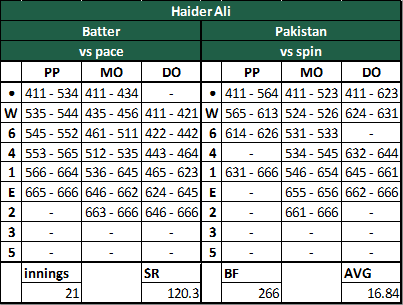 Haider Ali
Batter Pakistan
vs pace vs spin
PP MO DO PP MO DO
• 411 - 534 411 - 434 - • 411 - 564 411 - 523 411 - 623
W 535 - 544 435 - 456 411 - 421 W 565 - 613 524 - 526 624 - 631
6 545 - 552 461 - 511 422 - 442 6 614 - 626 531 - 533 -
4 553 - 565 512 - 535 443 - 464 4 - 534 - 545 632 - 644
1 566 - 664 536 - 645 465 - 623 1 631 - 666 546 - 654 645 - 661
E 665 - 666 646 - 662 624 - 645 E - 655 - 656 662 - 666
2 - 663 - 666 646 - 666 2 - 661 - 666 -
3 - - - 3 - - -
5 - - - 5 - - -
innings SR BF AVG
21 120.3 266 16.84